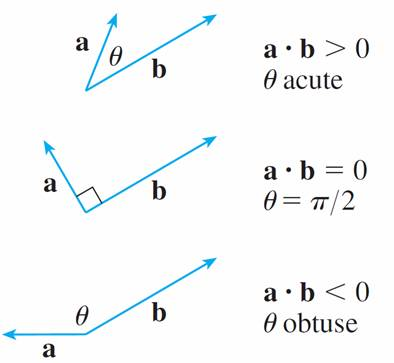 a
θ
b
a · b > 0
θ acute
a
b
a · b = 0
θ = π/2
θ
b
a
a · b < 0
θ obtuse